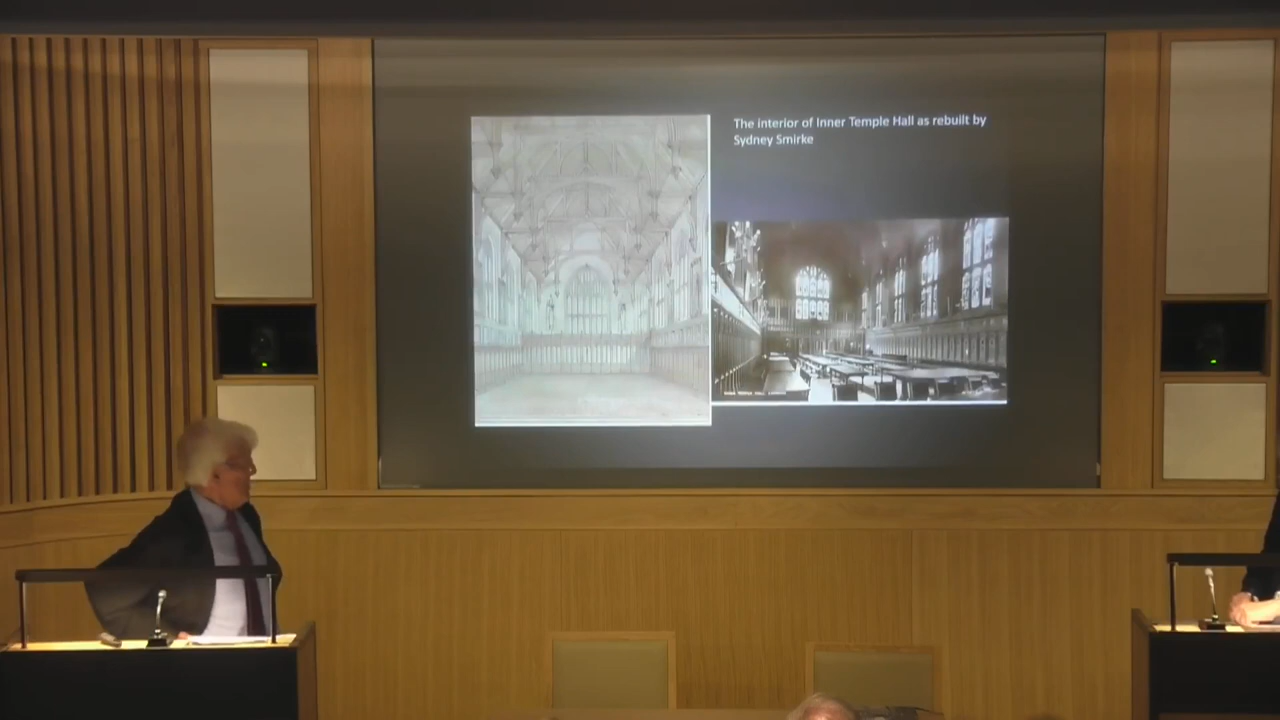 The interior of Inner Temple Hall as rebuilt by
Sydney Smirke